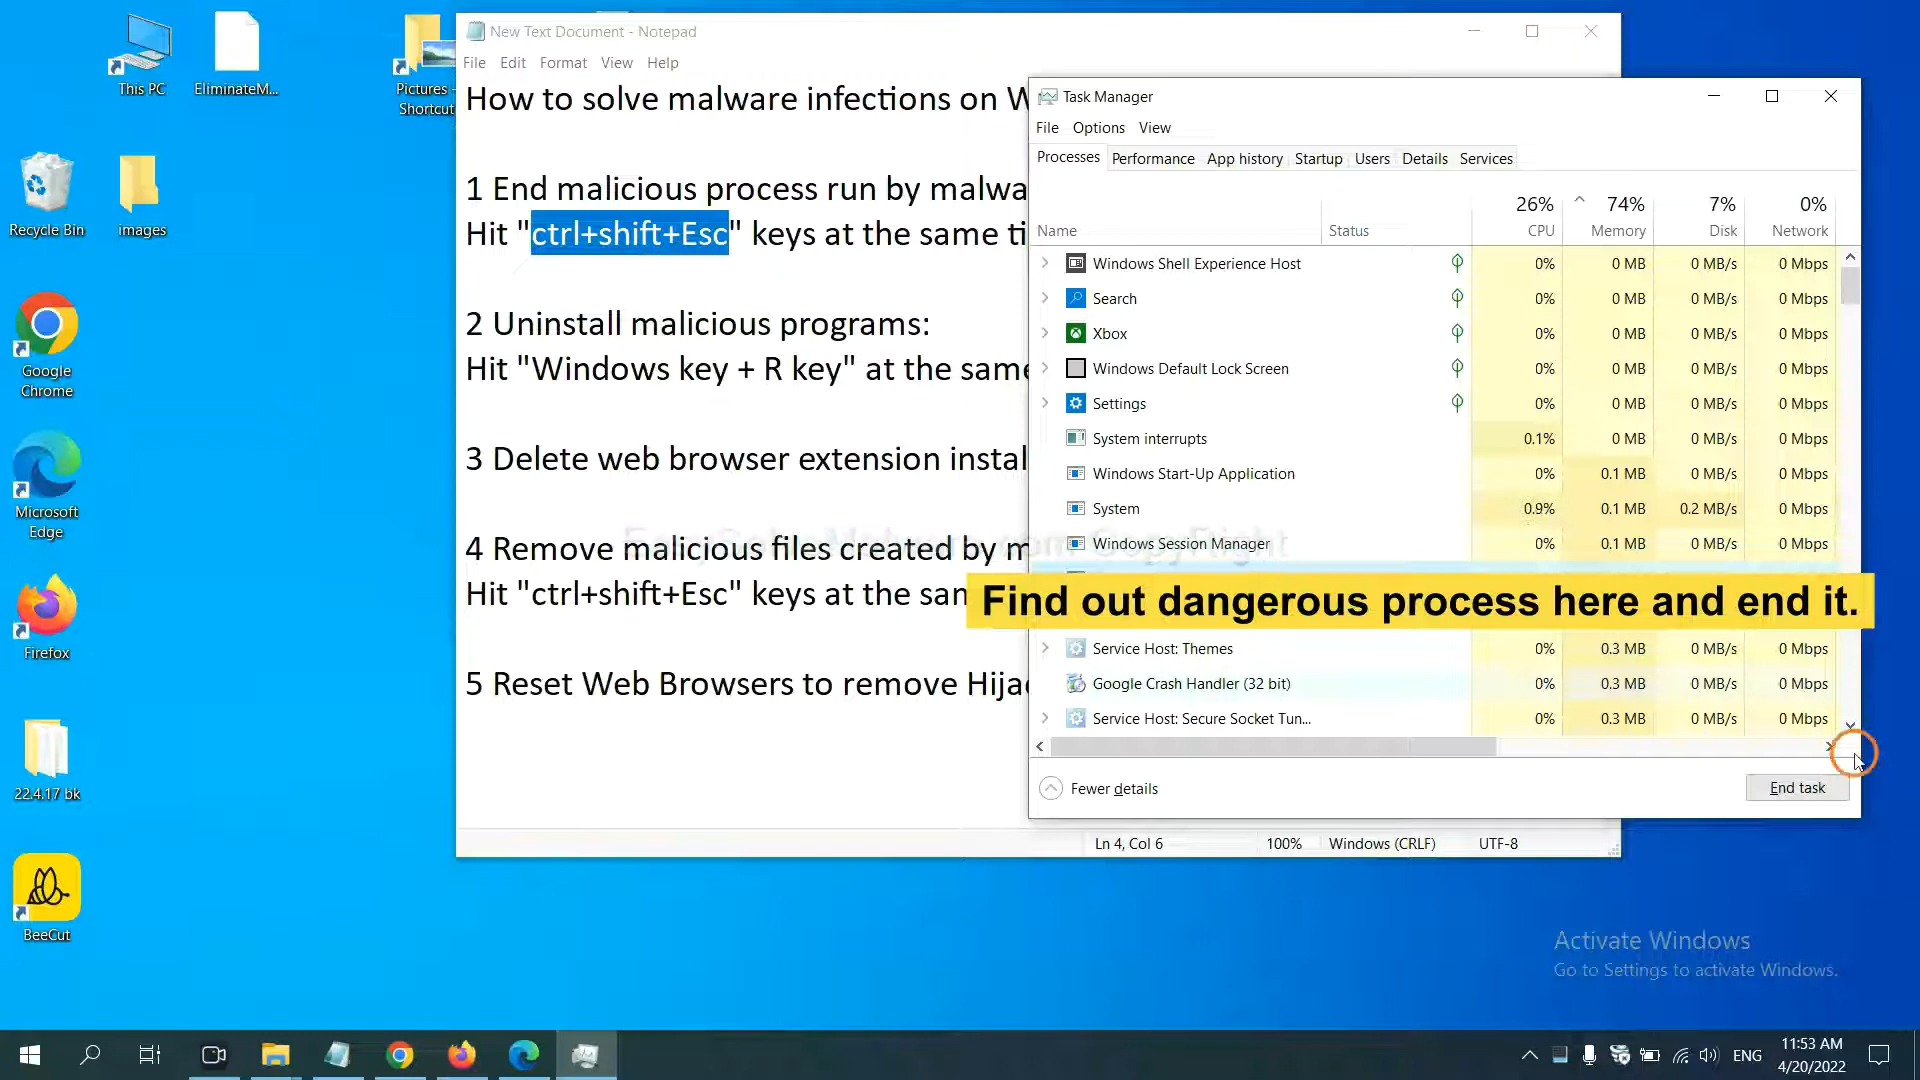 This PC
EliminateM...
Pictures -
Shortcut
Recycle Bin
images
Google
Chrome
Microsoft
Edge
Firefox
22.4.17 bk
BeeCut
New Text Document - Notepad
File Edit Format View Help
How to solve malware infections on W
1 End malicious process run by malwa
Hit "ctrl+shift+Esc" keys at the same ti
2 Uninstall malicious programs:
Hit "Windows key + R key" at the same
3 Delete web browser extension instal
4 Remove malicious files created by m
Hit "ctrl+shift+Esc" keys at the san
5 Reset Web Browsers to remove Hijac
Ln 4, Col 6 100% Windows (CRLF) UTF-8
EasySolveMalware.com CopyRight
Task Manager
File Options View
Processes Performance App history Startup Users Details Services
26% 74% 7% 0%
Name Status CPU Memory Disk Network
Windows Shell Experience Host 0% 0 MB 0 MB/s 0 Mbps
Search 0% 0 MB 0 MB/s 0 Mbps
Xbox 0% 0 MB 0 MB/s 0 Mbps
Windows Default Lock Screen 0% 0 MB 0 MB/s 0 Mbps
Settings 0% 0 MB 0 MB/s 0 Mbps
System interrupts 0.1% 0 MB 0 MB/s 0 Mbps
Windows Start-Up Application 0% 0.1 MB 0 MB/s 0 Mbps
System 0.9% 0.1 MB 0.2 MB/s 0 Mbps
Windows Session Manager 0% 0.1 MB 0 MB/s 0 Mbps
Find out dangerous process here and end it.
Service Host: Themes 0% 0.3 MB 0 MB/s 0 Mbps
Google Crash Handler (32 bit) 0% 0.3 MB 0 MB/s 0 Mbps
Service Host: Secure Socket Tun... 0% 0.3 MB 0 MB/s 0 Mbps
Fewer details
End task
Activate Windows
Go to Settings to activate Windows.
ENG
11:53 AM
4/20/2022